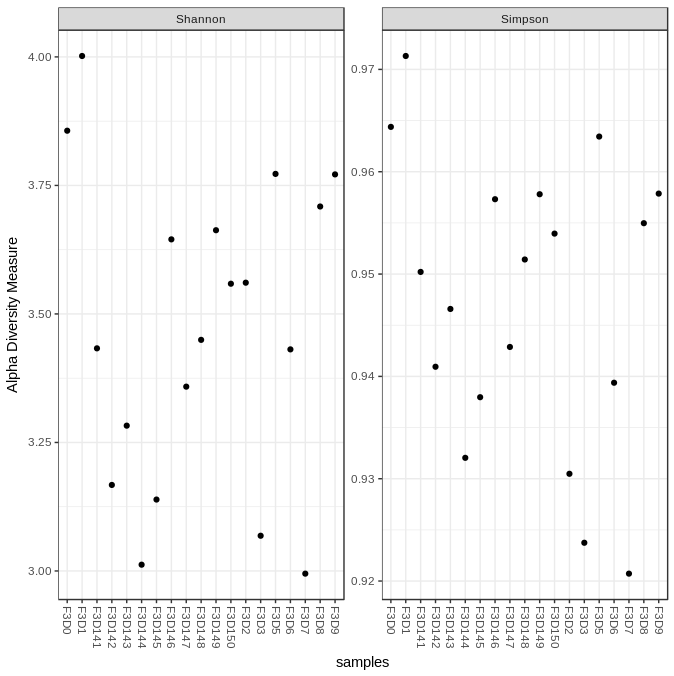 Shannon
Simpson
Alpha Diversity Measure
4.00
3.75
3.50
3.25
3.00
0.97
0.96
0.95
0.94
0.93
0.92
F3D0
F3D1
F3D141
F3D142
F3D143
F3D144
F3D145
F3D146
F3D147
F3D148
F3D149
F3D150
F3D2
F3D3
F3D5
F3D6
F3D7
F3D8
F3D9
F3D0
F3D1
F3D141
F3D142
F3D143
F3D144
F3D145
F3D146
F3D147
F3D148
F3D149
F3D150
F3D2
F3D3
F3D5
F3D6
F3D7
F3D8
F3D9
samples